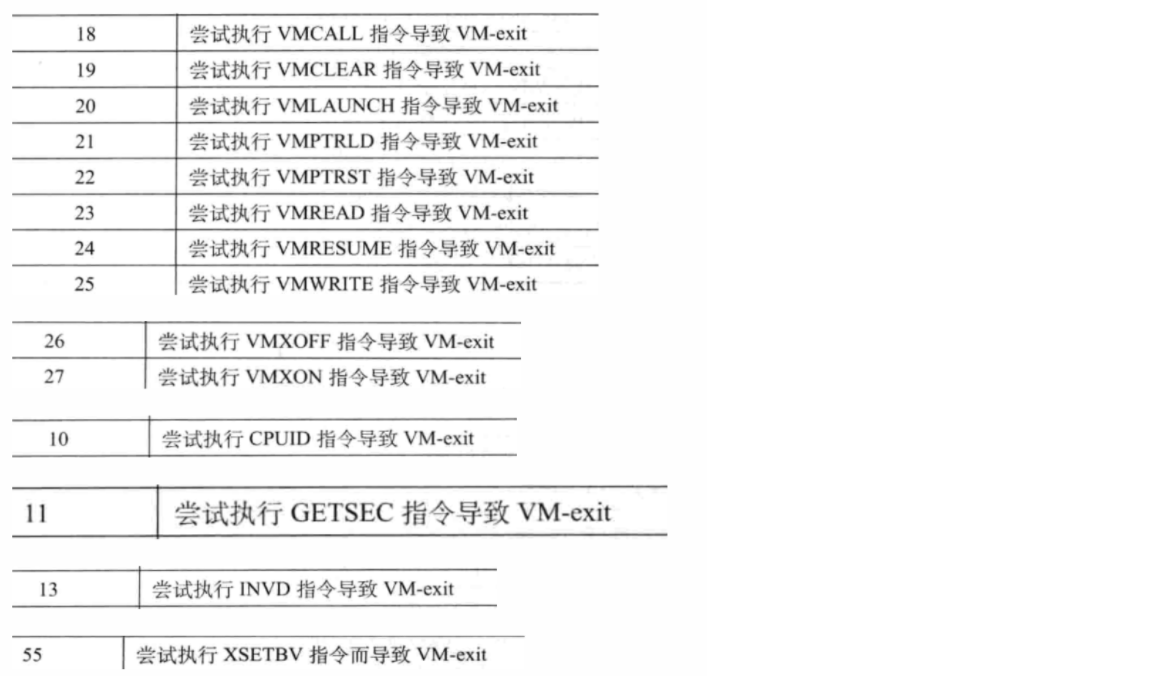 18 尝试执行 VMCALL 指令导致 VM-exit
19 尝试执行 VMCLEAR 指令导致 VM-exit
20 尝试执行 VMLAUNCH 指令导致 VM-exit
21 尝试执行 VMPTRLD 指令导致 VM-exit
22 尝试执行 VMPTRST 指令导致 VM-exit
23 尝试执行 VMREAD 指令导致 VM-exit
24 尝试执行 VMRESUME 指令导致 VM-exit
25 尝试执行 VMWRITE 指令导致 VM-exit
26 尝试执行 VMXOFF 指令导致 VM-exit
27 尝试执行 VMXON 指令导致 VM-exit
10 尝试执行 CPUID 指令导致 VM-exit
11 尝试执行 GETSEC 指令导致 VM-exit
13 尝试执行 INVD 指令导致 VM-exit
55 尝试执行 XSETBV 指令而导致 VM-exit